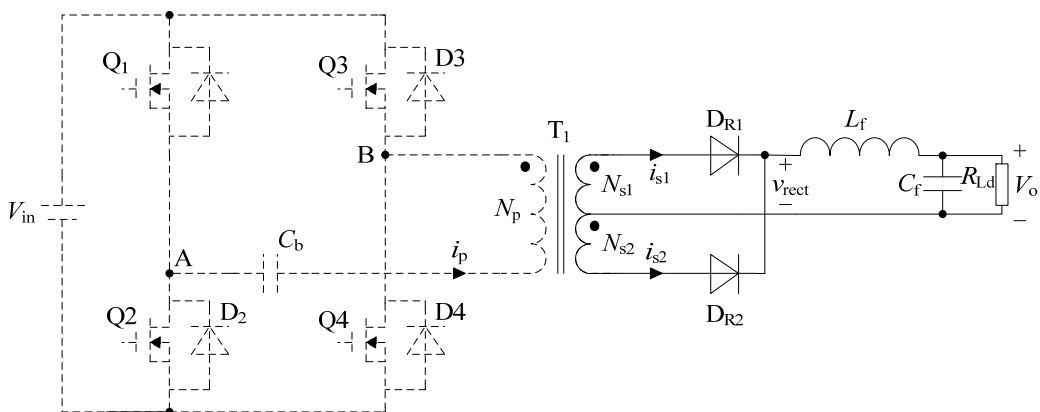 Q1
D3
Q3
DR1
Lf
T1
B
+
+
is1
Ns1
vrect
Cf
RLd
Vo
Np
−
Vin
Cb
−
Ns2
A
ip
is2
Q2
D2
Q4
D4
DR2